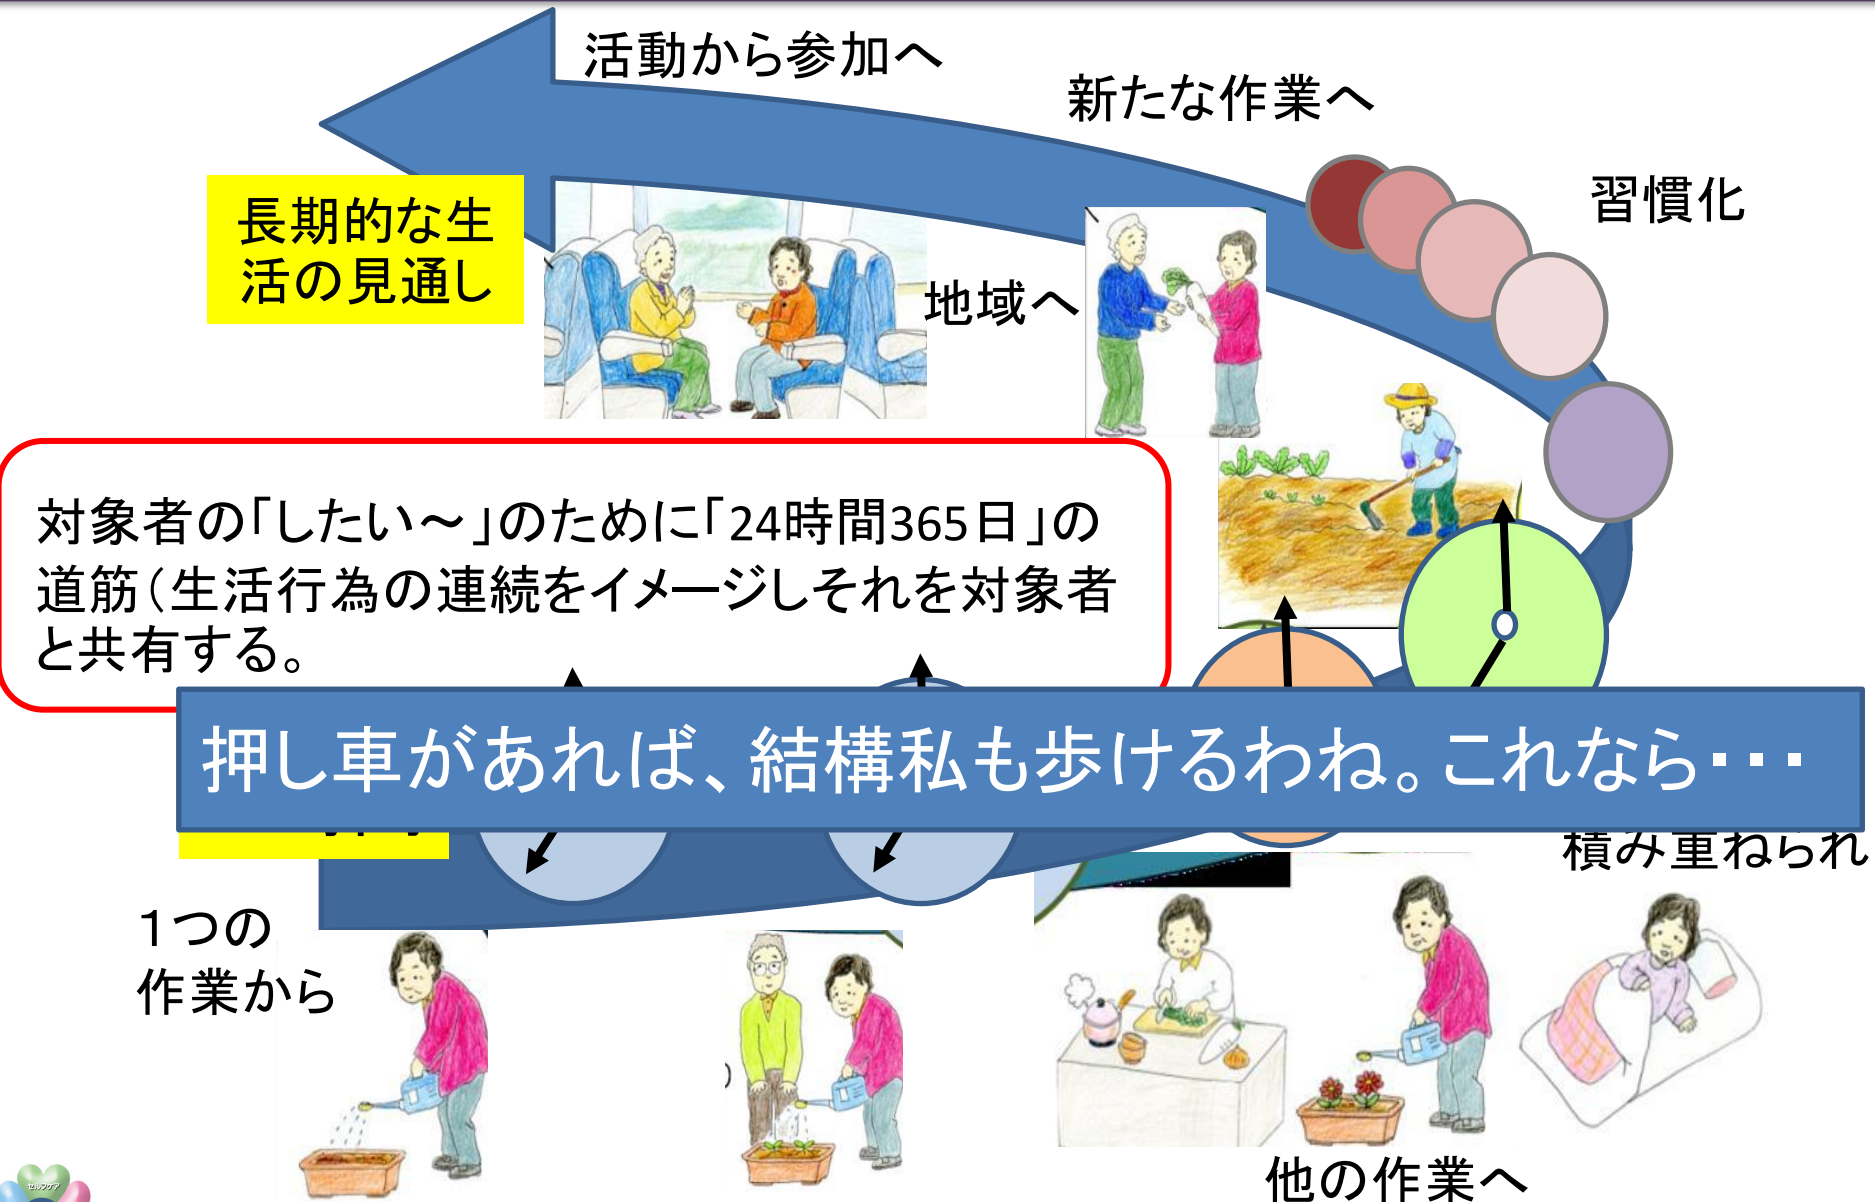 活動から参加へ
新たな作業へ
習慣化
長期的な生
活の見通し
地域へ
対象者の「したい～」のために「24時間365日」の
道筋（生活行為の連続をイメージしそれを対象者
と共有する。
押し車があれば、結構私も歩けるわね。これなら・・・
積み重ねられ
1つの
作業から
他の作業へ
セルフケア